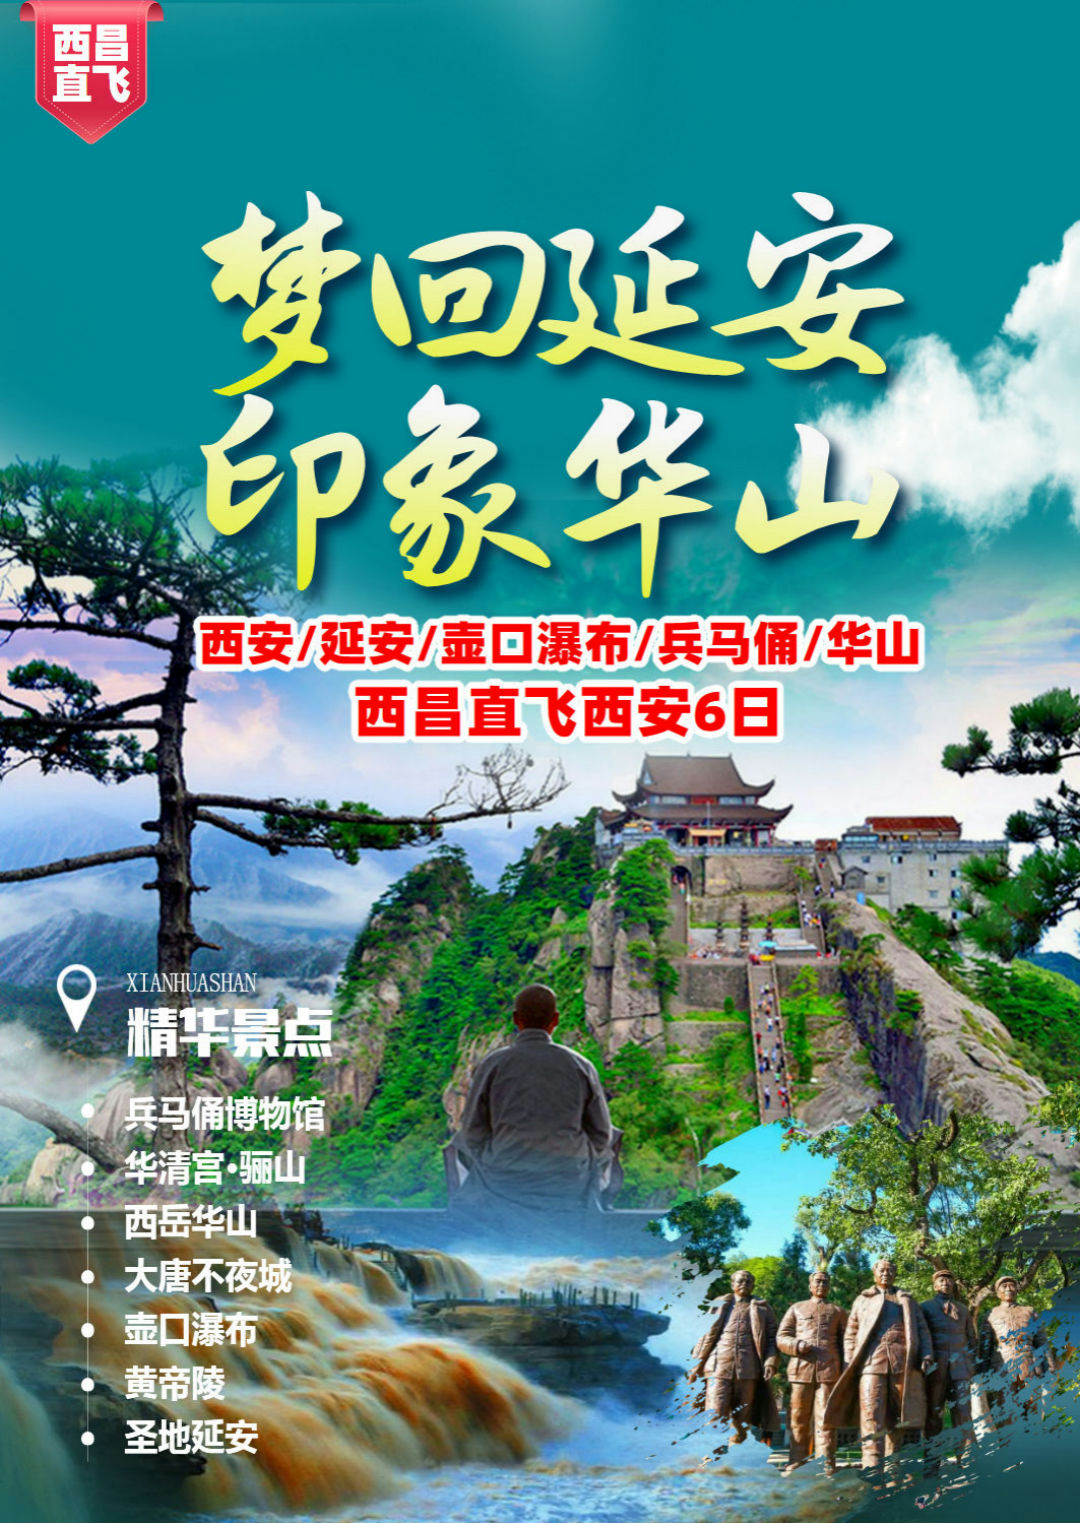 西昌
直飞
梦回延安
印象华山
西安/延安/壶口瀑布/兵马俑/华山
西昌直飞西安6日
XIANHUASHAN
精华景点
兵马俑博物馆
华清宫·骊山
西岳华山
大唐不夜城
壶口瀑布
黄帝陵
圣地延安